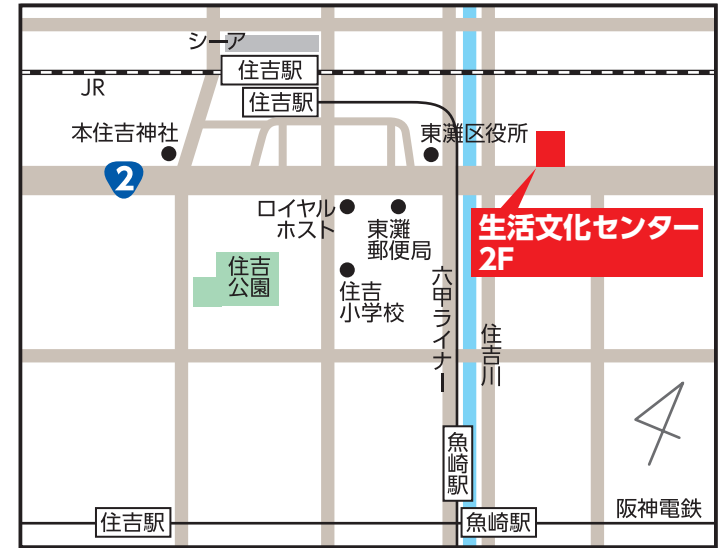 シーア
住吉駅
JR
住吉駅
本住吉神社
東灘区役所
2
ロイヤル
ホスト
東灘
郵便局
生活文化センター
2F
住吉
公園
住吉
小学校
六甲ライナー
住吉川
魚崎駅
阪神電鉄
住吉駅
魚崎駅